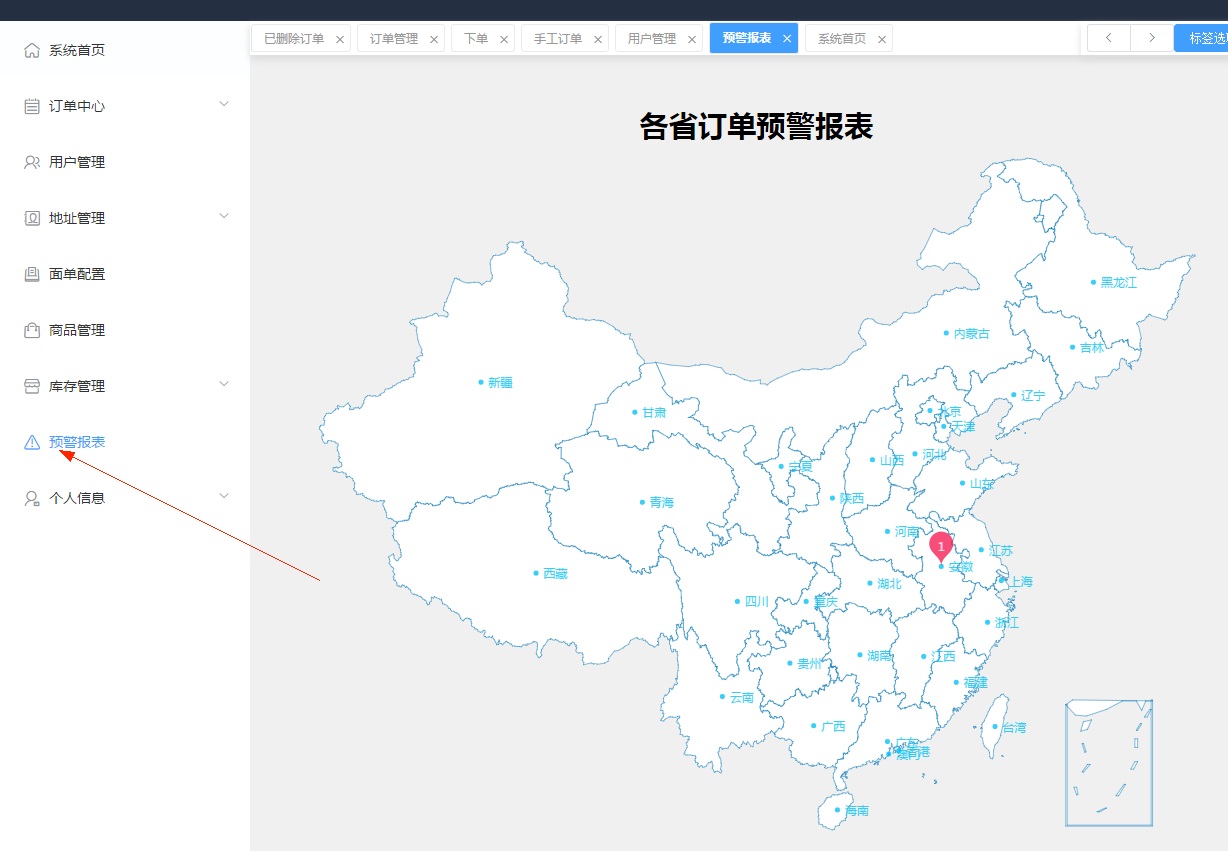 系统首页
订单中心
用户管理
地址管理
面单配置
商品管理
库存管理
预警报表
个人信息
已删除订单
订单管理
下单
手工订单
用户管理
预警报表
系统首页
标签选
各省订单预警报表
黑龙江
内蒙古
吉林
新疆
辽宁
甘肃
北京
天津
河北
山西
宁夏
山东
陕西
青海
河南
1
江苏
安徽
西藏
上海
湖北
四川
重庆
浙江
湖南
江西
贵州
福建
云南
广西
台湾
广东
香港
澳门
海南